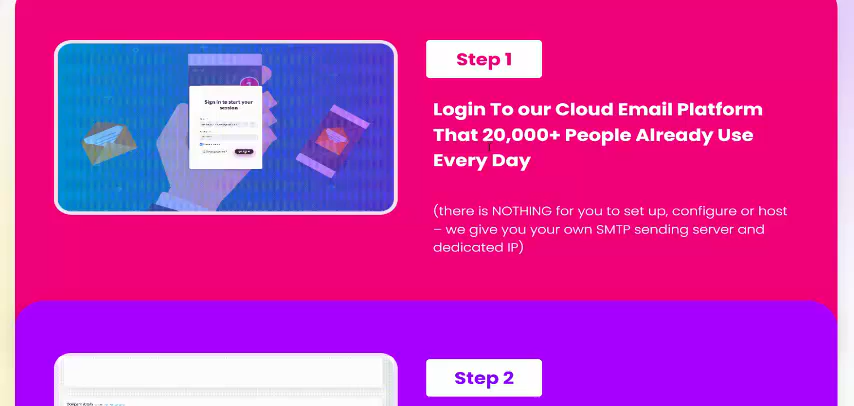 Step 1
Login To our Cloud Email Platform
That 20,000+ People Already Use
Every Day
(there is NOTHING for you to set up, configure or host
– we give you your own SMTP sending server and
dedicated IP)
Sign in to start your
session
Step 2